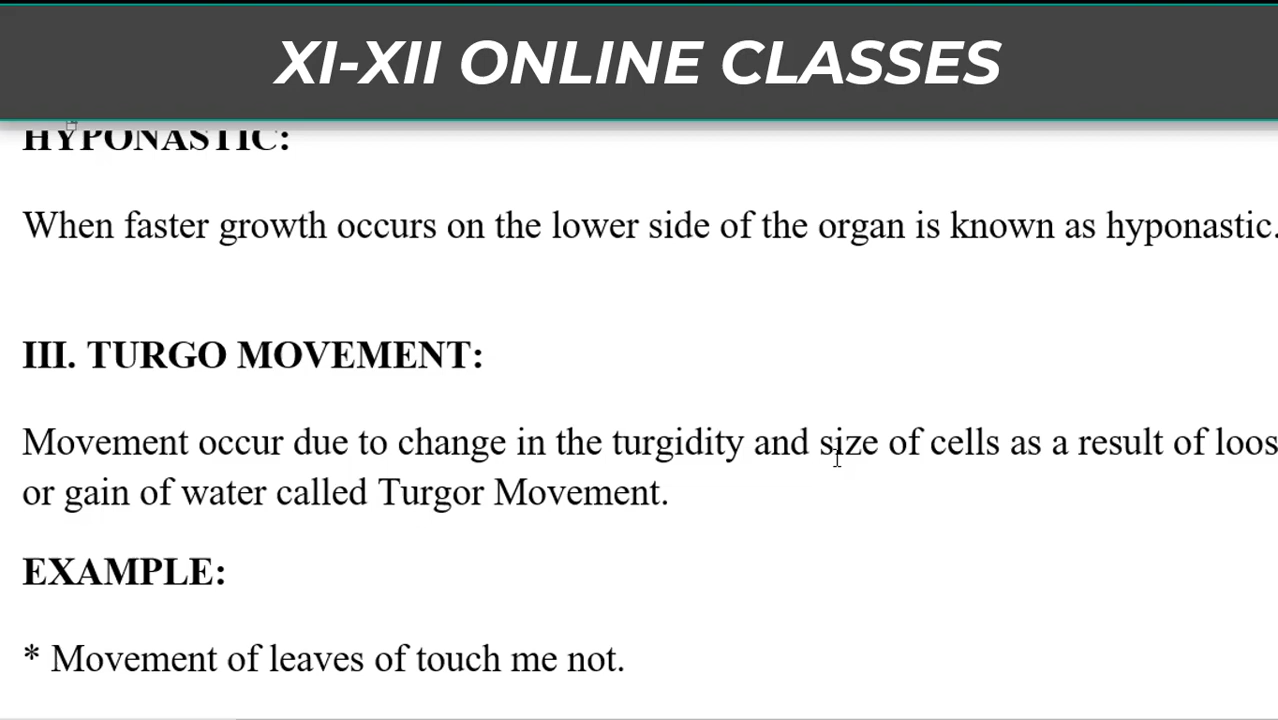 XI-XII ONLINE CLASSES
HYPONASTIC:
When faster growth occurs on the lower side of the organ is known as hyponastic.
III. TURGO MOVEMENT:
Movement occur due to change in the turgidity and size of cells as a result of loos
or gain of water called Turgor Movement.
EXAMPLE:
* Movement of leaves of touch me not.